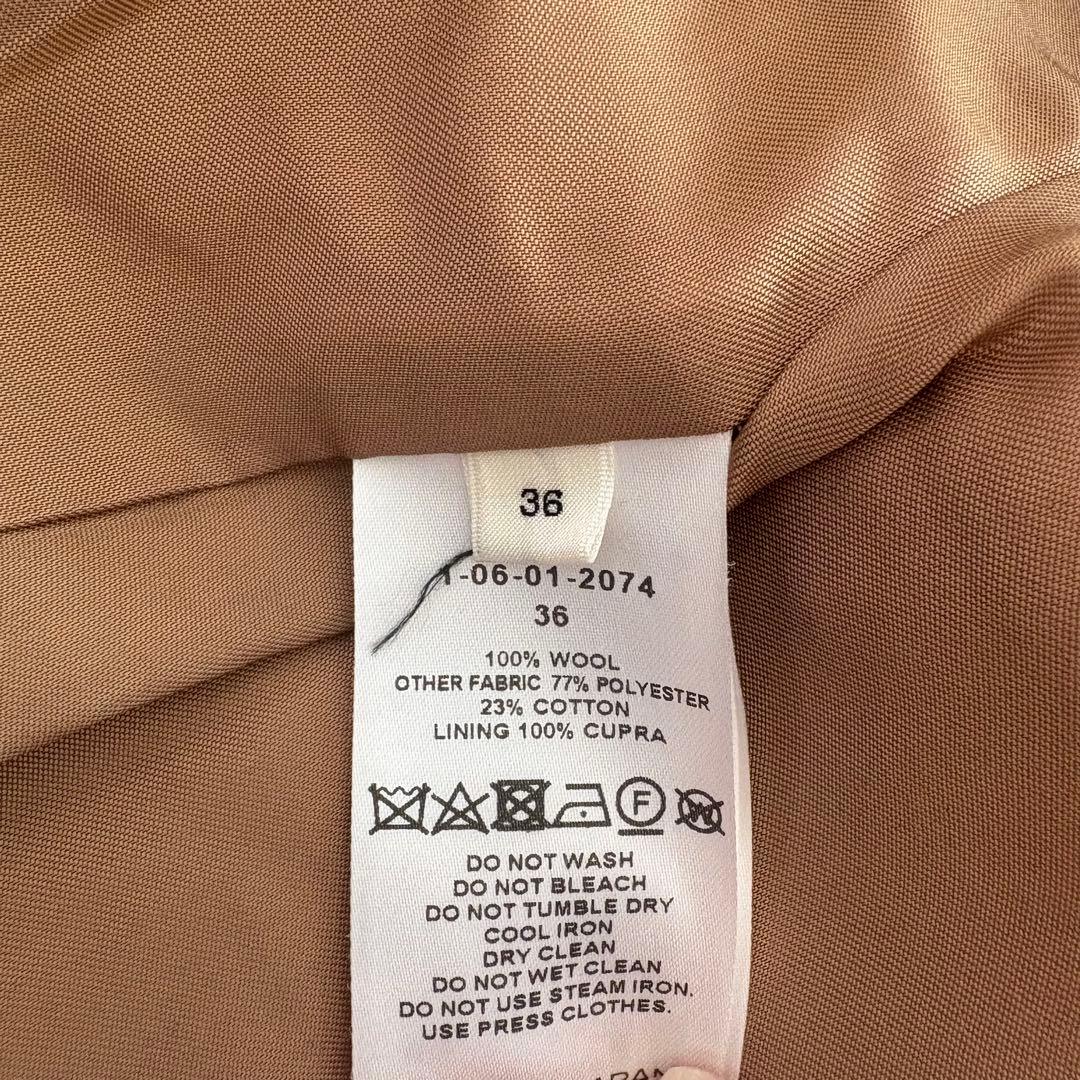 36
1-06-01-2074
36
100% WOOL
OTHER FABRIC 77% POLYESTER
23% COTTON
LINING 100% CUPRA
F
W
DO NOT WASH
DO NOT BLEACH
DO NOT TUMBLE DRY
COOL IRON
DRY CLEAN
DO NOT WET CLEAN
DO NOT USE STEAM IRON.
USE PRESS CLOTHES.